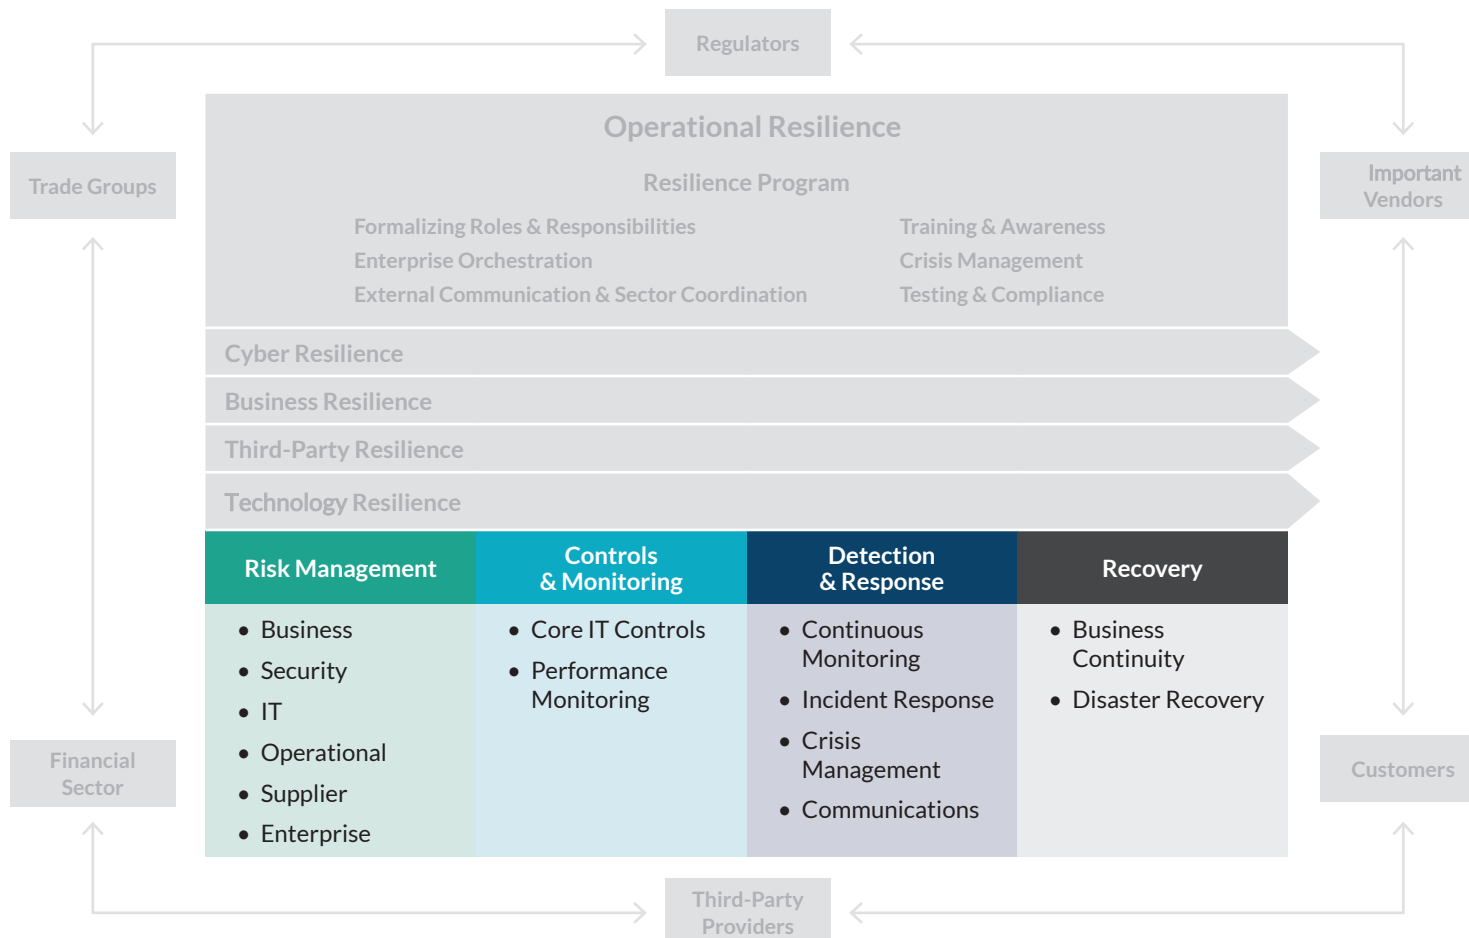 Regulators
Operational Resilience
Trade Groups
Important
Vendors
Resilience Program
Formalizing Roles & Responsibilities
Training & Awareness
Enterprise Orchestration
Crisis Management
External Communication & Sector Coordination
Testing & Compliance
Cyber Resilience
Business Resilience
Third-Party Resilience
Technology Resilience
Risk Management
Controls
& Monitoring
Detection
& Response
Recovery
• Business
• Security
• IT
• Operational
• Supplier
• Enterprise
• Core IT Controls
• Performance
Monitoring
• Continuous
Monitoring
• Incident Response
• Crisis
Management
• Communications
• Business
Continuity
• Disaster Recovery
Financial
Sector
Customers
Third-Party
Providers